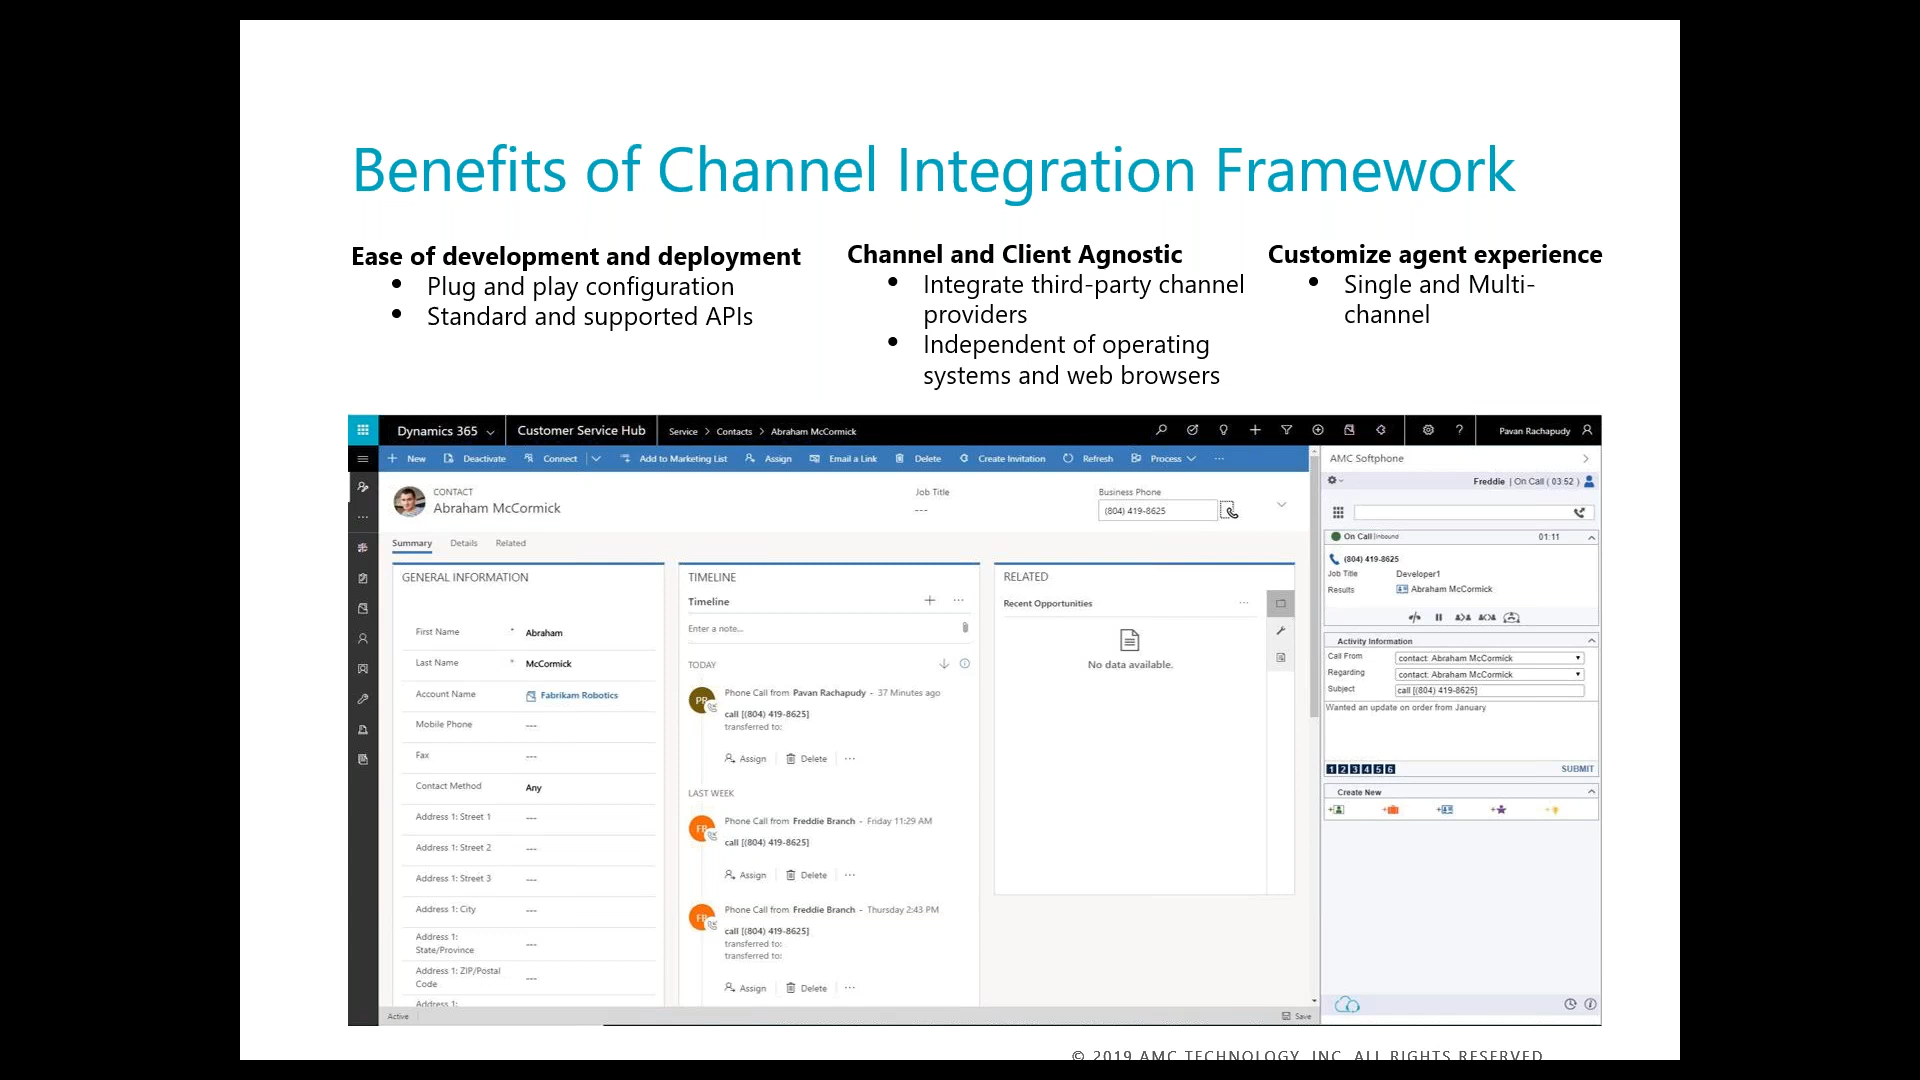 Benefits of Channel Integration Framework
Ease of development and deployment
• Plug and play configuration
• Standard and supported APIs
Channel and Client Agnostic
• Integrate third-party channel
providers
• Independent of operating
systems and web browsers
Customize agent experience
• Single and Multi-
channel
Dynamics 365 Customer Service Hub Service > Contacts > Abraham McCormick Pavan Rachapudy
New Deactivate Connect Add to Marketing List Assign Email a Link Delete Create Invitation Refresh Process ...
CONTACT
Abraham McCormick
Job Title
---
Business Phone
(804) 419-8625
Summary Details Related
GENERAL INFORMATION
First Name * Abraham
Last Name * McCormick
Account Name Fabrikam Robotics
Mobile Phone ---
Fax ---
Contact Method Any
Address 1: Street 1 ---
Address 1: Street 2 ---
Address 1: Street 3 ---
Address 1: City ---
Address 1:
State/Province ---
Address 1: ZIP/Postal
Code ---
Address 1:
TIMELINE
Timeline
Enter a note...
TODAY
PR
Phone Call from Pavan Rachapudy - 37 Minutes ago
call [(804) 419-8625]
transferred to:
Assign Delete ...
LAST WEEK
FB
Phone Call from Freddie Branch - Friday 11:29 AM
call [(804) 419-8625]
Assign Delete ...
FB
Phone Call from Freddie Branch - Thursday 2:43 PM
call [(804) 419-8625]
transferred to:
transferred to:
Assign Delete ...
RELATED
Recent Opportunities ...
No data available.
Active
Save
AMC Softphone
Freddie | On Call ( 03:52 )
On Call |Inbound 01:11
(804) 419-8625
Job Title Developer1
Results Abraham McCormick
Activity Information
Call From contact: Abraham McCormick
Regarding contact: Abraham McCormick
Subject call [(804) 419-8625]
Wanted an update on order from January
1 2 3 4 5 6 SUBMIT
Create New
© 2019 AMC TECHNOLOGY, INC. ALL RIGHTS RESERVED